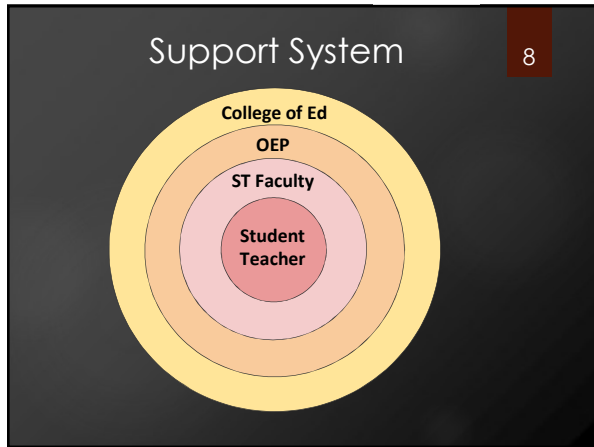 Support System
8
College of Ed
OEP
ST Faculty
Student
Teacher